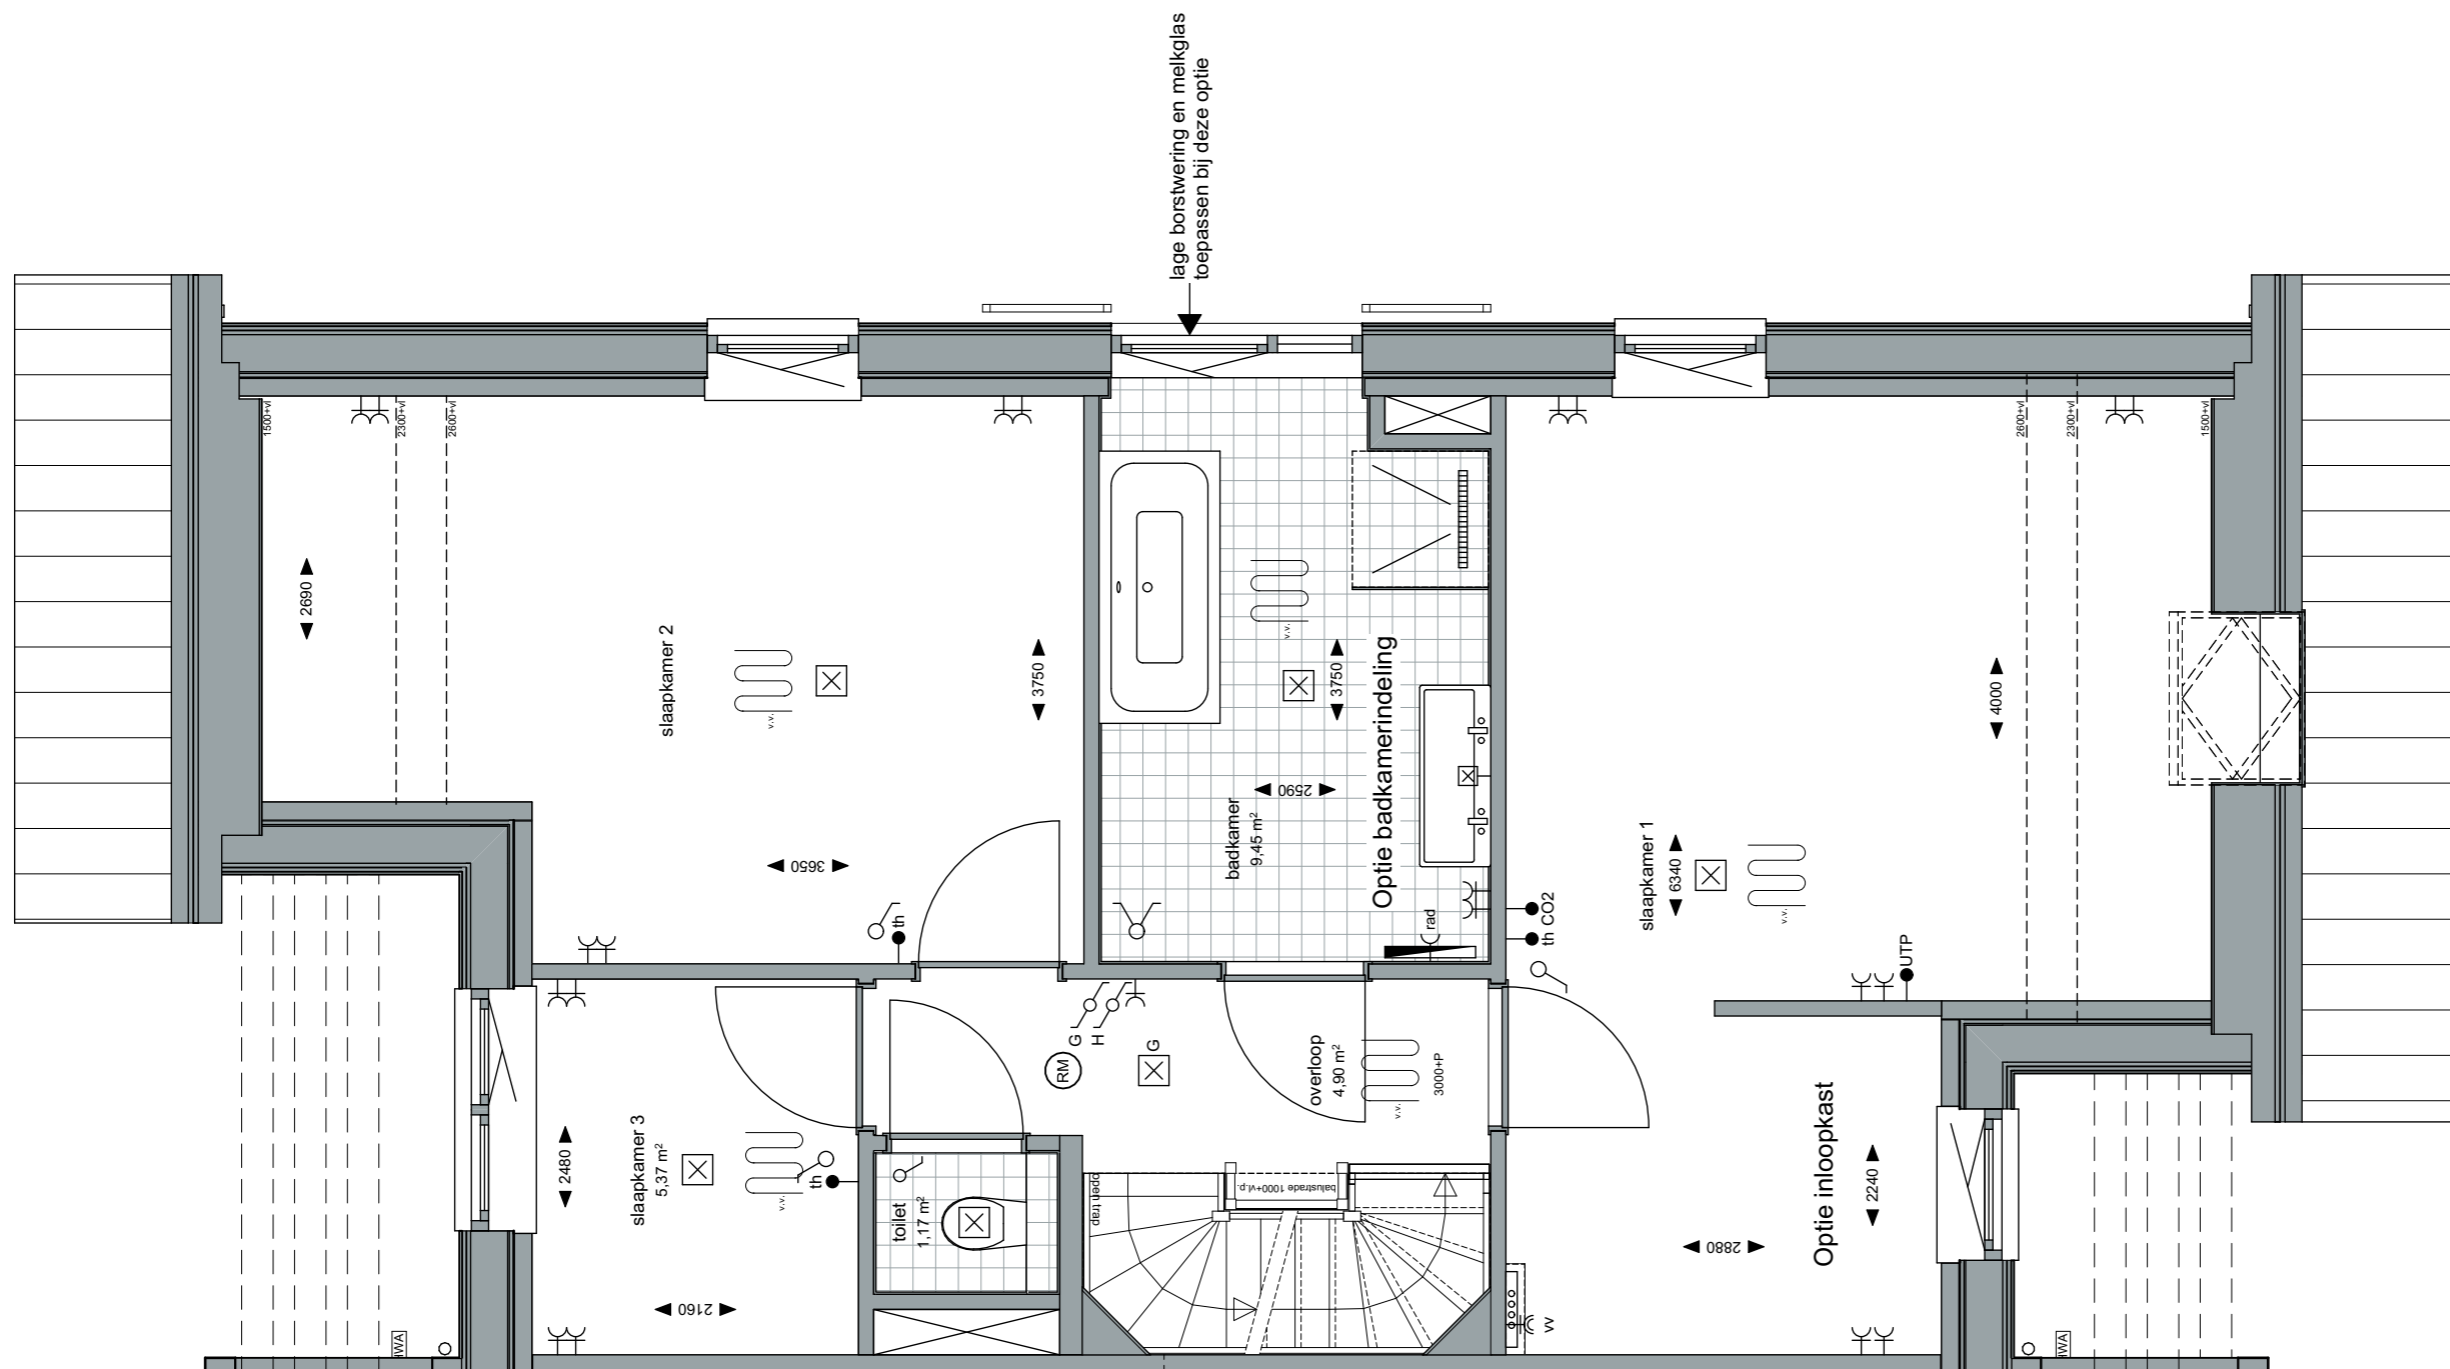 lage borstwering en melkglas
toepassen bij deze optie
1500+vl
2300+vl
2600+vl
2600+vl
2300+vl
1500+vl
2690
slaapkamer 2
v.v.
3750
3650
th
v.v.
3750
2590
badkamer
9,45 m²
Optie badkamerindeling
rad
th CO2
4000
slaapkamer 1
6340
v.v.
UTP
G
H
RM
G
overloop
4,90 m²
v.v.
3000+P
2480
slaapkamer 3
5,37 m²
v.v.
th
2160
toilet
1,17 m²
open trap
balustrade 1000+vl.p.
Optie inloopkast
2240
2880
vv
HWA
HWA